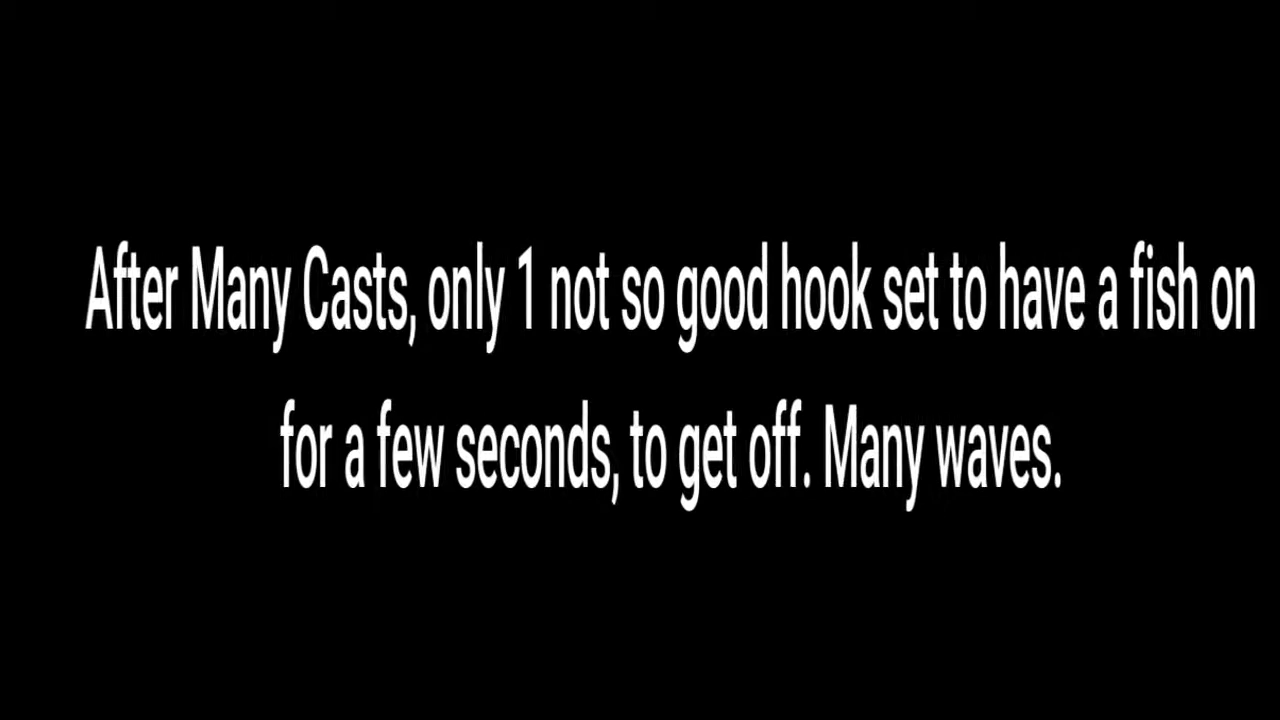 After Many Casts, only 1 not so good hook set to have a fish on
for a few seconds, to get off. Many waves.